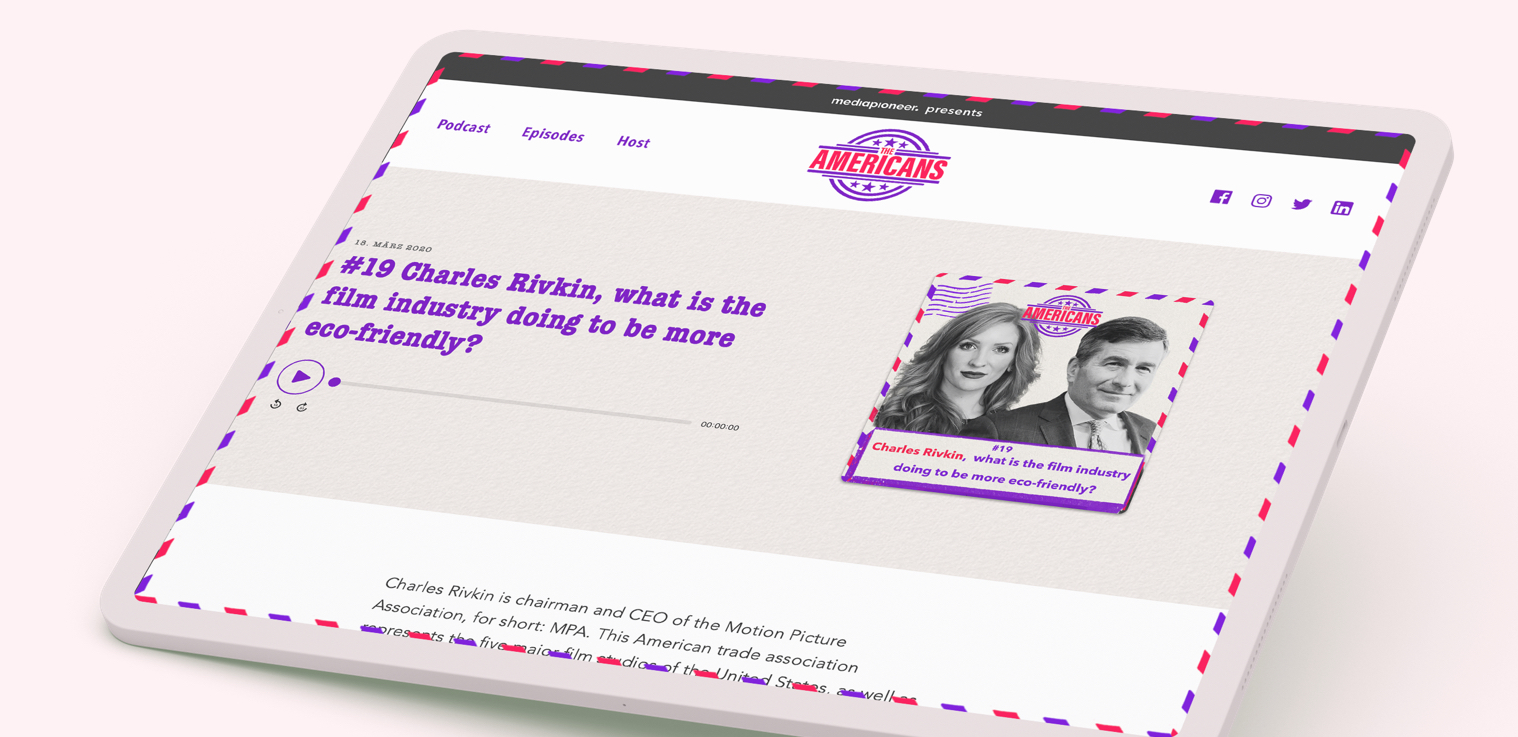 mediapioneer. presents
Podcast Episodes Host
THE
AMERICANS
18. MÄRZ 2020
#19 Charles Rivkin, what is the
film industry doing to be more
eco-friendly?
00:00:00
THE
AMERICANS
#19
Charles Rivkin, what is the film industry
doing to be more eco-friendly?
Charles Rivkin is chairman and CEO of the Motion Picture
Association, for short: MPA. This American trade association
represents the five major film studios of the United States, as well as